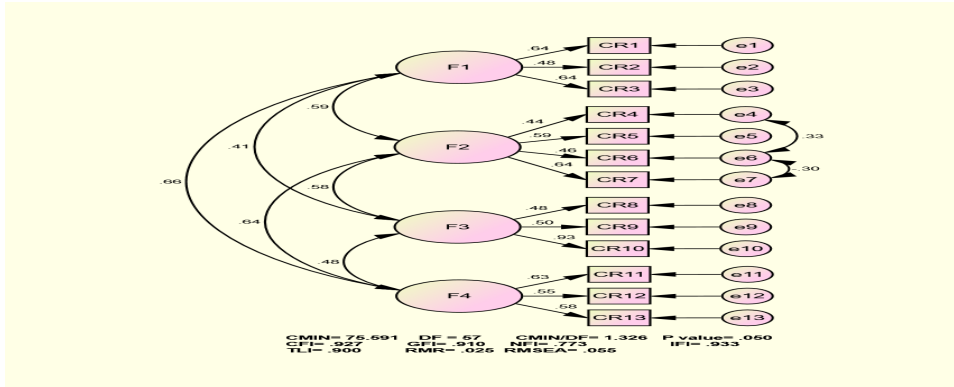 .64 CR1 e1
F1 .48 CR2 e2
.64 CR3 e3
.59
.44 CR4 e4
.41 F2 .59 CR5 e5 .33
.46 CR6 e6
.66 .58 .64 CR7 e7 -.30
.64 .48 CR8 e8
F3 .50 CR9 e9
.93 CR10 e10
.48
.63 CR11 e11
F4 .55 CR12 e12
.58 CR13 e13
CMIN= 75.591 DF = 57 CMIN/DF= 1.326 P value= .050
CFI= .927 GFI= .910 NFI= .773 IFI= .933
TLI= .900 RMR= .025 RMSEA= .055